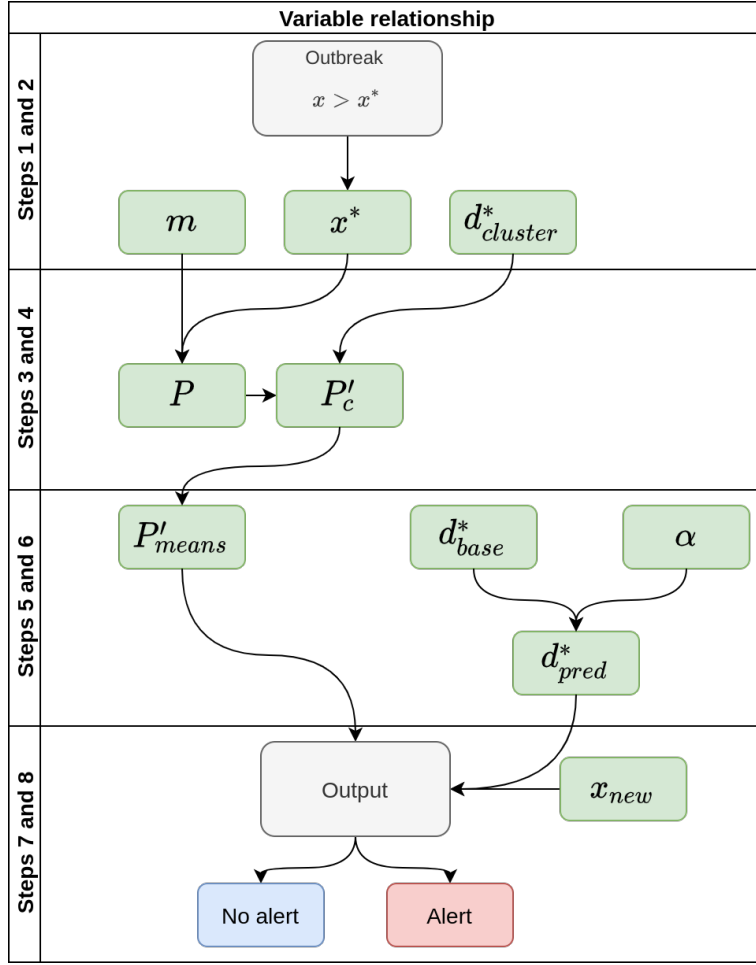 Variable relationship
Steps 1 and 2
Outbreak
x > x*
m
x*
d*cluster
Steps 3 and 4
P
P′c
Steps 5 and 6
P′means
d*base
α
d*pred
Steps 7 and 8
Output
xnew
No alert
Alert